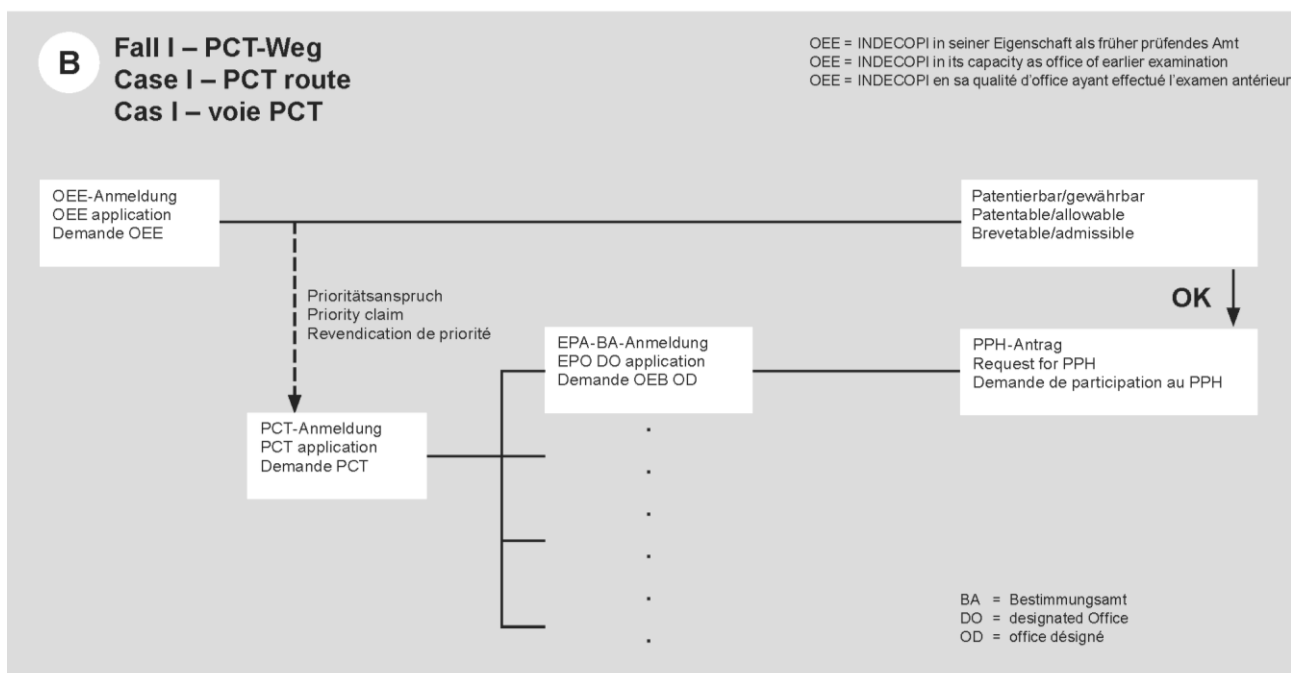 B
Fall I – PCT-Weg
Case I – PCT route
Cas I – voie PCT
OEE = INDECOPI in seiner Eigenschaft als früher prüfendes Amt
OEE = INDECOPI in its capacity as office of earlier examination
OEE = INDECOPI en sa qualité d'office ayant effectué l'examen antérieur
OEE-Anmeldung
OEE application
Demande OEE
Patentierbar/gewährbar
Patentable/allowable
Brevetable/admissible
Prioritätsanspruch
Priority claim
Revendication de priorité
OK
EPA-BA-Anmeldung
EPO DO application
Demande OEB OD
PPH-Antrag
Request for PPH
Demande de participation au PPH
PCT-Anmeldung
PCT application
Demande PCT
BA = Bestimmungsamt
DO = designated Office
OD = office désigné